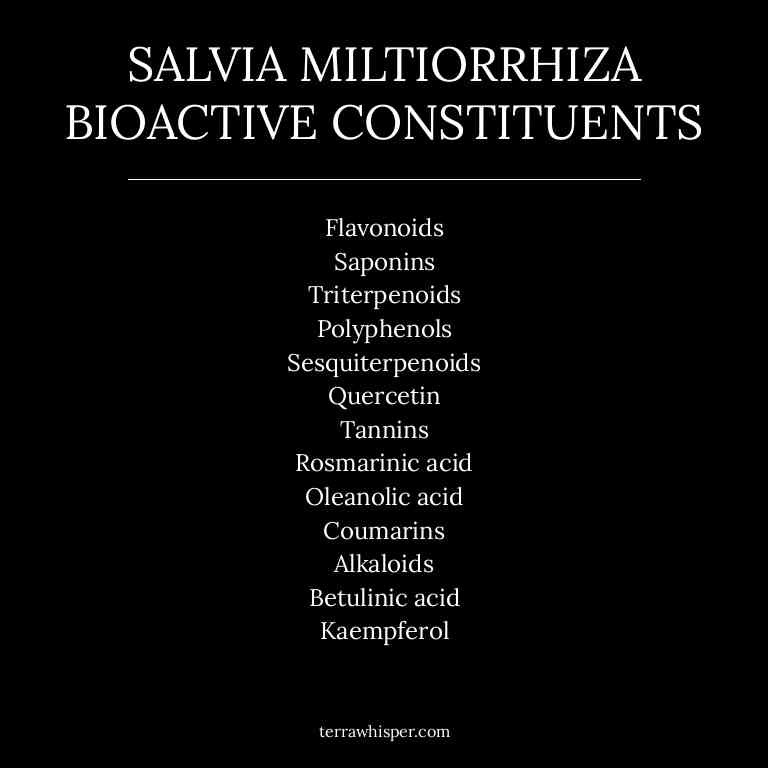 SALVIA MILTIORRHIZA
BIOACTIVE CONSTITUENTS
Flavonoids
Saponins
Triterpenoids
Polyphenols
Sesquiterpenoids
Quercetin
Tannins
Rosmarinic acid
Oleanolic acid
Coumarins
Alkaloids
Betulinic acid
Kaempferol
terrawhisper.com